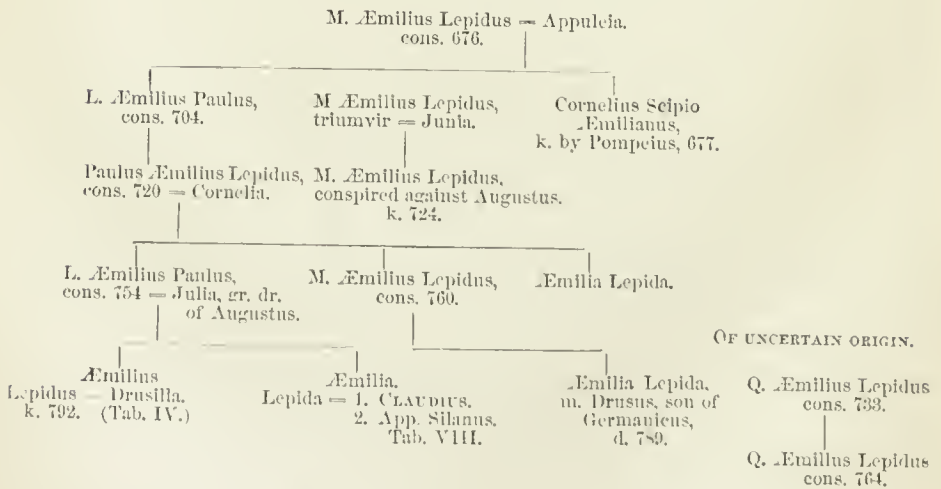 M. Æmilius Lepidus = Appuleia.
cons. 676.
L. Æmilius Paulus,
cons. 704.
M Æmilius Lepidus,
triumvir = Junia.
Cornelius Scipio
Æmilianus,
k. by Pompeius, 677.
Paulus Æmilius Lepidus,
cons. 720 = Cornelia.
M. Æmilius Lepidus,
conspired against Augustus.
k. 724.
L. Æmilius Paulus,
cons. 754 = Julia, gr. dr.
of Augustus.
M. Æmilius Lepidus,
cons. 760.
Æmilia Lepida.
OF UNCERTAIN ORIGIN.
Æmilius
Lepidus = Drusilla.
k. 792. (Tab. IV.)
Æmilia.
Lepida = 1. CLAUDIUS.
2. App. Silanus.
Tab. VIII.
Æmilia Lepida,
m. Drusus, son of
Germanicus,
d. 789.
Q. Æmilius Lepidus
cons. 733.
Q. Æmilius Lepidus
cons. 764.